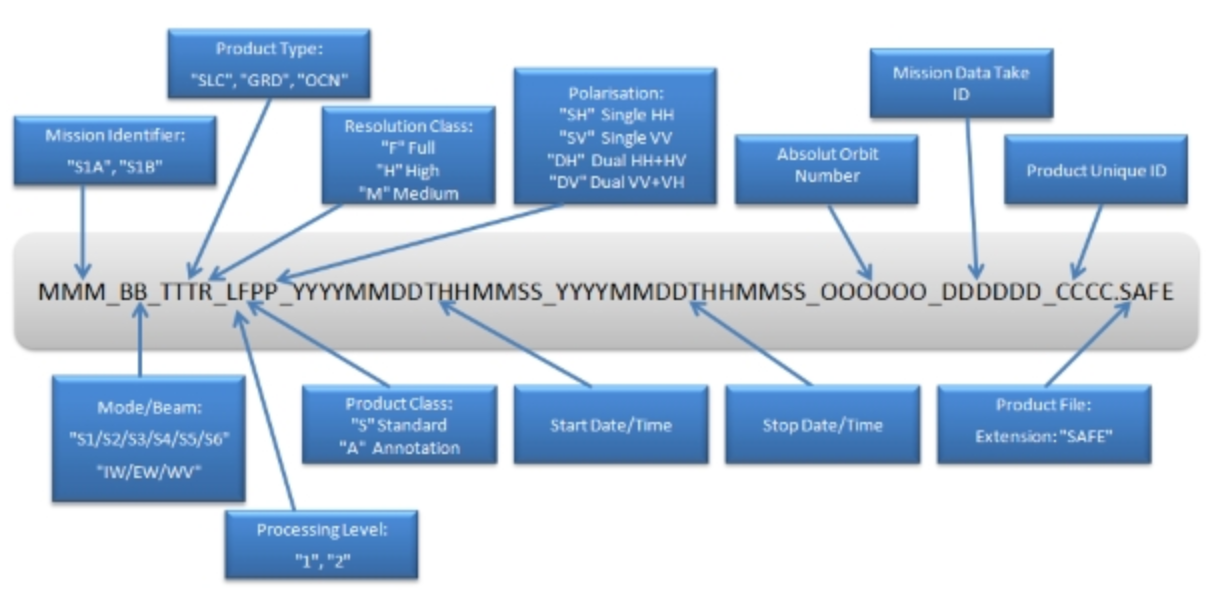 Product Type:
"SLC", "GRD", "OCN"
Mission Identifier:
"S1A", "S1B"
Resolution Class:
"F" Full
"H" High
"M" Medium
Polarisation:
"SH" Single HH
"SV" Single VV
"DH" Dual HH+HV
"DV" Dual VV+VH
Absolut Orbit
Number
Mission Data Take
ID
Product Unique ID
MMM_BB_TTTR_LFPP_YYYYMMDDTHHMMSS_YYYYMMDDTHHMMSS_OOOOOO_DDDDDD_CCCC.SAFE
Mode/Beam:
"S1/S2/S3/S4/S5/S6"
"IW/EW/WV"
Processing Level:
"1", "2"
Product Class:
"S" Standard
"A" Annotation
Start Date/Time
Stop Date/Time
Product File:
Extension: "SAFE"